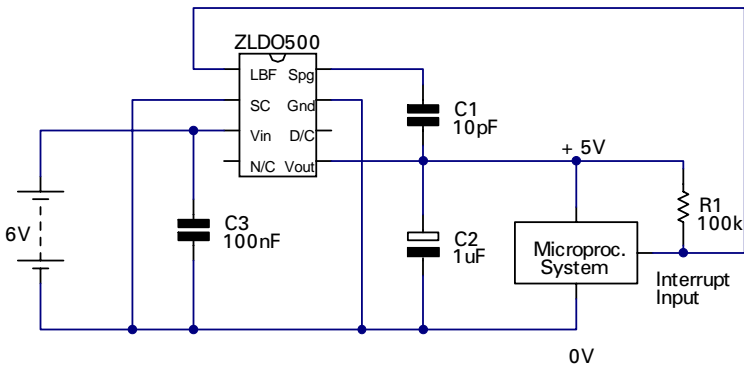 ZLDO500
LBF Spg
SC Gnd
Vin D/C
N/C Vout
C1
10pF
+ 5V
6V
C3
100nF
C2
1uF
Microproc.
System
R1
100k
Interrupt
Input
0V